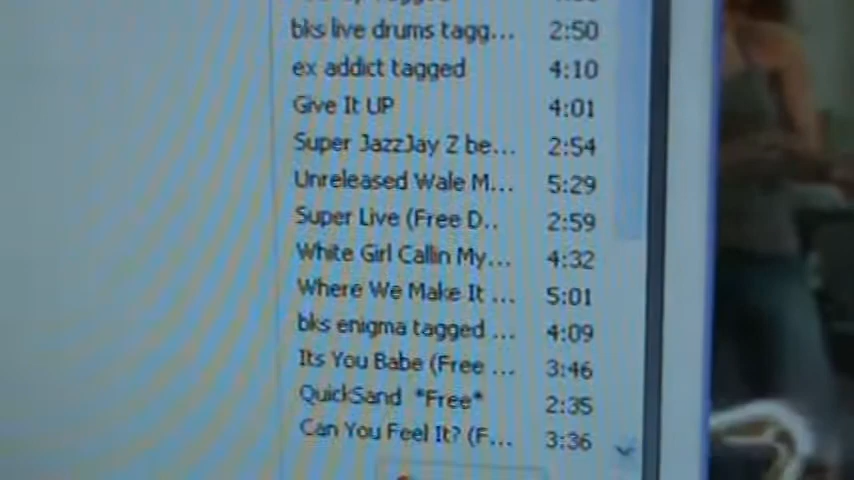 bks live drums tagg... 2:50
ex addict tagged 4:10
Give It UP 4:01
Super JazzJay Z be... 2:54
Unreleased Wale M... 5:29
Super Live (Free D.. 2:59
White Girl Callin My... 4:32
Where We Make It ... 5:01
bks enigma tagged ... 4:09
Its You Babe (Free ... 3:46
QuickSand *Free* 2:35
Can You Feel It? (F... 3:36